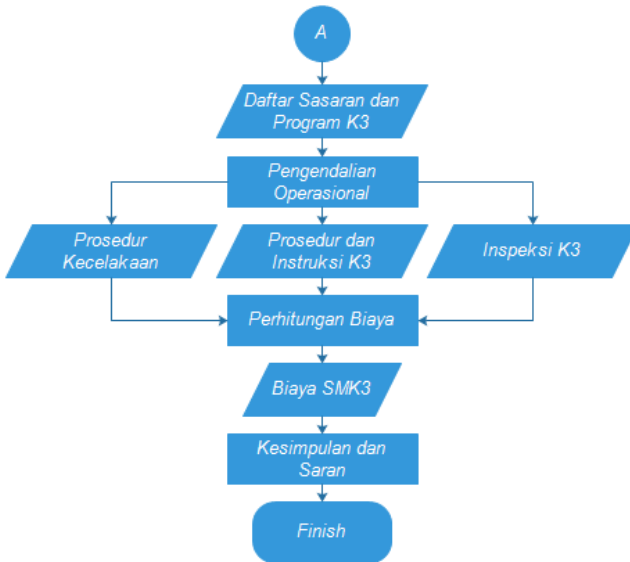 A
Daftar Sasaran dan
Program K3
Pengendalian
Operasional
Prosedur
Kecelakaan
Prosedur dan
Instruksi K3
Inspeksi K3
Perhitungan Biaya
Biaya SMK3
Kesimpulan dan
Saran
Finish